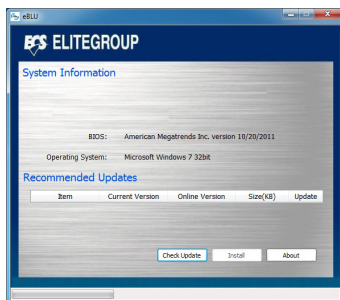 eBLU
ECS ELITEGROUP
System Information
BIOS: American Megatrends Inc. version 10/20/2011
Operating System: Microsoft Windows 7 32bit
Recommended Updates
Item Current Version Online Version Size(KB) Update
Check Update Install About